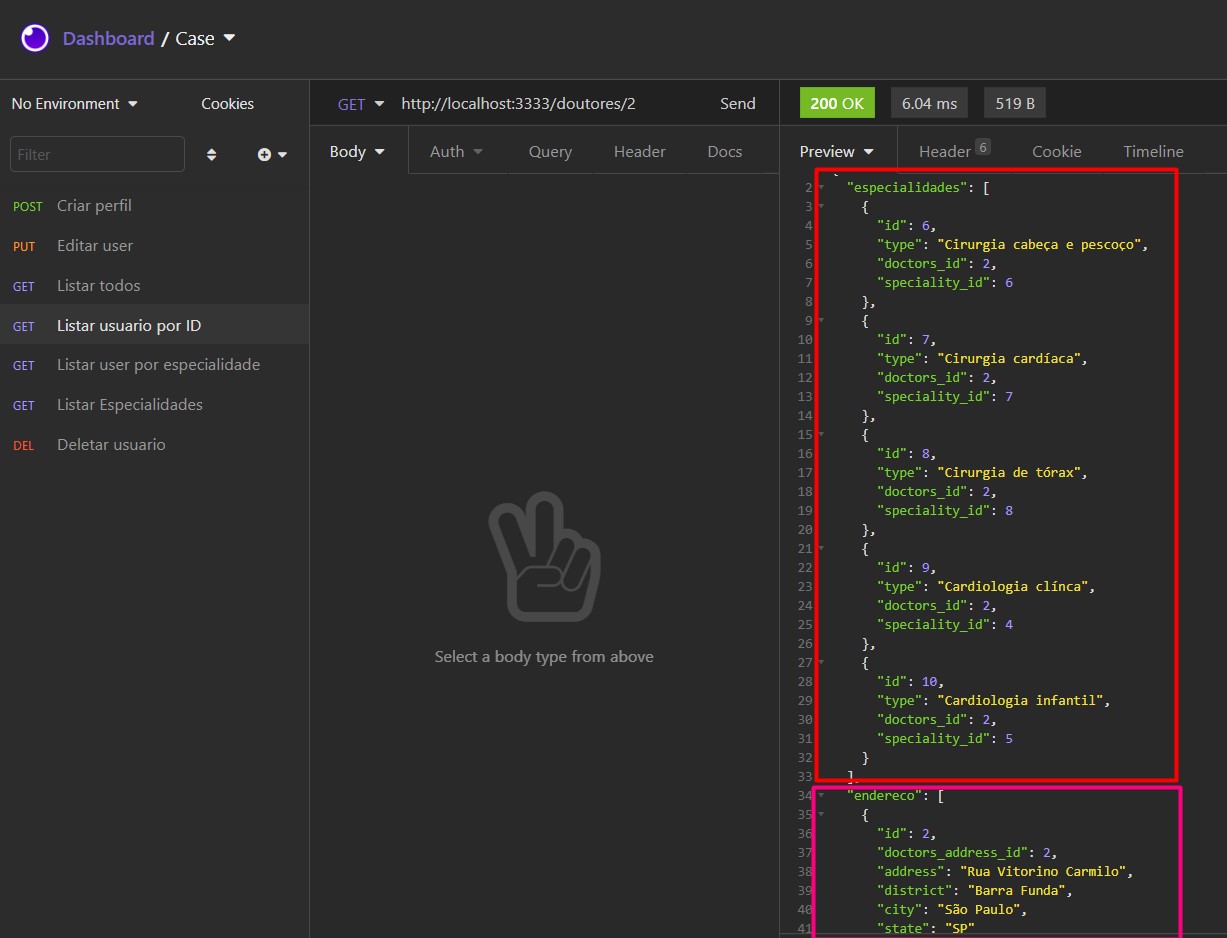 Dashboard / Case
No Environment
Cookies
Filter
POST Criar perfil
PUT Editar user
GET Listar todos
GET Listar usuario por ID
GET Listar user por especialidade
GET Listar Especialidades
DEL Deletar usuario
GET http://localhost:3333/doutores/2 Send
Body Auth Query Header Docs
Select a body type from above
200 OK 6.04 ms 519 B
Preview Header 6 Cookie Timeline
2 "especialidades": [
3 {
4 "id": 6,
5 "type": "Cirurgia cabeça e pescoço",
6 "doctors_id": 2,
7 "speciality_id": 6
8 },
9 {
10 "id": 7,
11 "type": "Cirurgia cardíaca",
12 "doctors_id": 2,
13 "speciality_id": 7
14 },
15 {
16 "id": 8,
17 "type": "Cirurgia de tórax",
18 "doctors_id": 2,
19 "speciality_id": 8
20 },
21 {
22 "id": 9,
23 "type": "Cardiologia clínca",
24 "doctors_id": 2,
25 "speciality_id": 4
26 },
27 {
28 "id": 10,
29 "type": "Cardiologia infantil",
30 "doctors_id": 2,
31 "speciality_id": 5
32 }
33 ],
34 "endereco": [
35 {
36 "id": 2,
37 "doctors_address_id": 2,
38 "address": "Rua Vitorino Carmilo",
39 "district": "Barra Funda",
40 "city": "São Paulo",
41 "state": "SP"